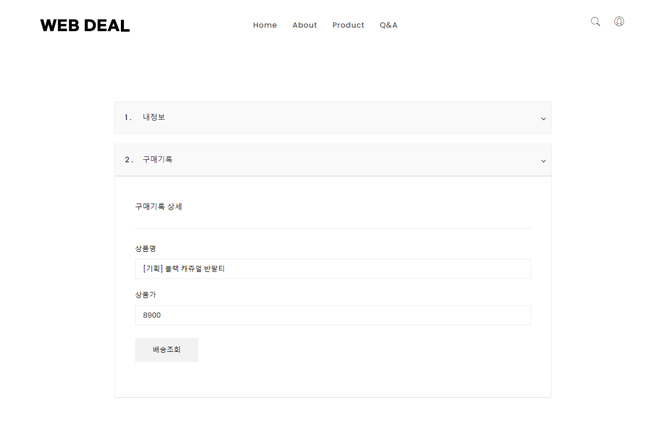 WEB DEAL
Home About Product Q&A
1. 내정보
2. 구매기록
구매기록 상세
상품명
[기획] 블랙 캐쥬얼 반팔티
상품가
8900
배송조회